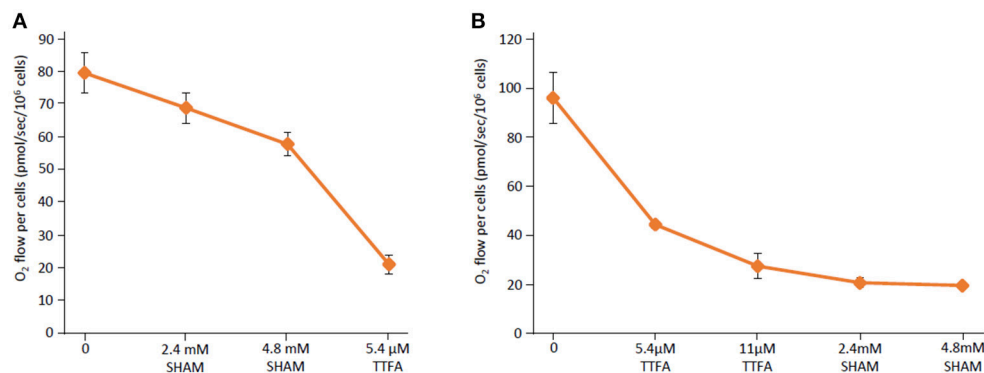 A
O₂ flow per cells (pmol/sec/10⁶ cells)
90
80
70
60
50
40
30
20
10
0
0
2.4 mM
SHAM
4.8 mM
SHAM
5.4 µM
TTFA
B
O₂ flow per cells (pmol/sec/10⁶ cells)
120
100
80
60
40
20
0
0
5.4µM
TTFA
11µM
TTFA
2.4mM
SHAM
4.8mM
SHAM